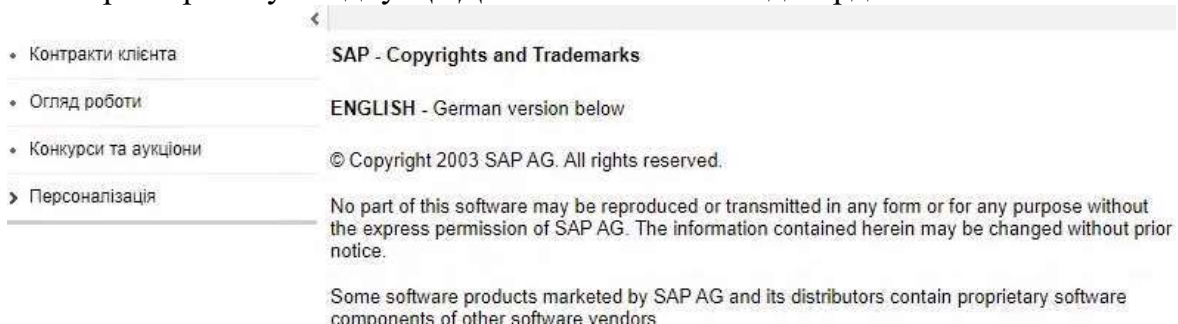 Контракти клієнта
Огляд роботи
Конкурси та аукціони
Персоналізація
SAP - Copyrights and Trademarks
ENGLISH - German version below
© Copyright 2003 SAP AG. All rights reserved.
No part of this software may be reproduced or transmitted in any form or for any purpose without
the express permission of SAP AG. The information contained herein may be changed without prior
notice.
Some software products marketed by SAP AG and its distributors contain proprietary software
components of other software vendors